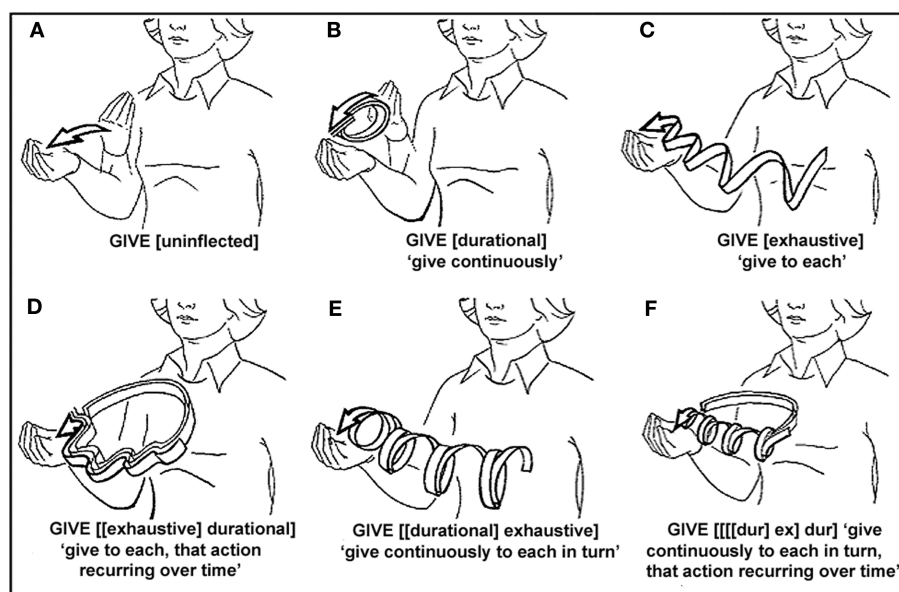 A
B
C
GIVE [uninflected]
GIVE [durational]
‘give continuously’
GIVE [exhaustive]
‘give to each’
D
E
F
GIVE [[exhaustive] durational]
‘give to each, that action
recurring over time’
GIVE [[durational] exhaustive]
‘give continuously to each in turn’
GIVE [[[[dur] ex] dur] ‘give
continuously to each in turn,
that action recurring over time’